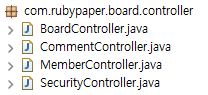 com.rubypaper.board.controller
BoardController.java
CommentController.java
MemberController.java
SecurityController.java